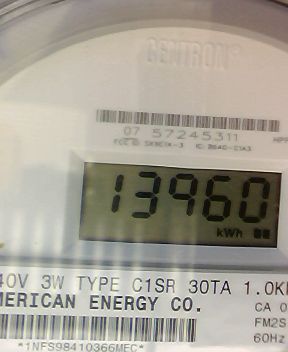 CENTRON®
07 57245311
13960
kWh
40V 3W TYPE C1SR 30TA 1.0K
MERICAN ENERGY CO. CA 0
FM2S
60Hz
*1NFS98410366MEC*